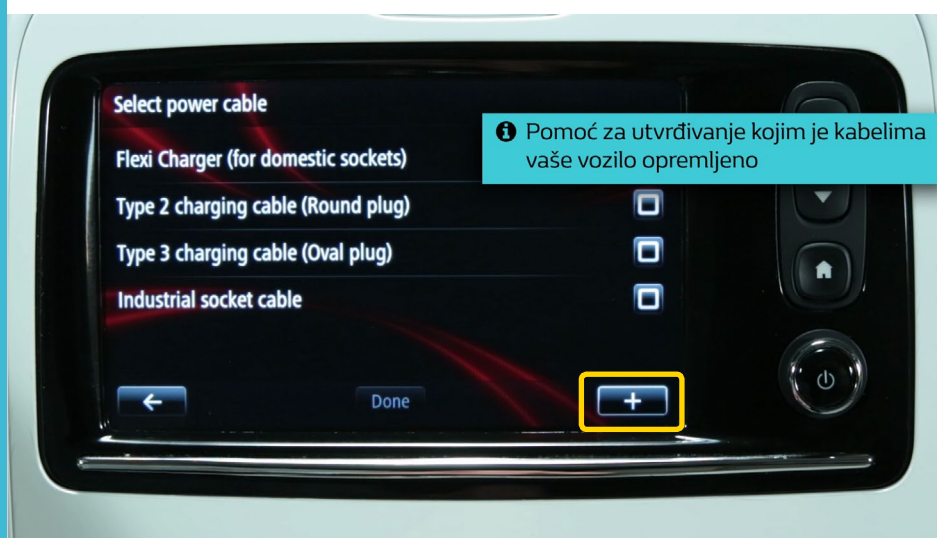 Select power cable
Pomoć za utvrđivanje kojim je kabelima
vaše vozilo opremljeno
Flexi Charger (for domestic sockets)
Type 2 charging cable (Round plug)
Type 3 charging cable (Oval plug)
Industrial socket cable
Done